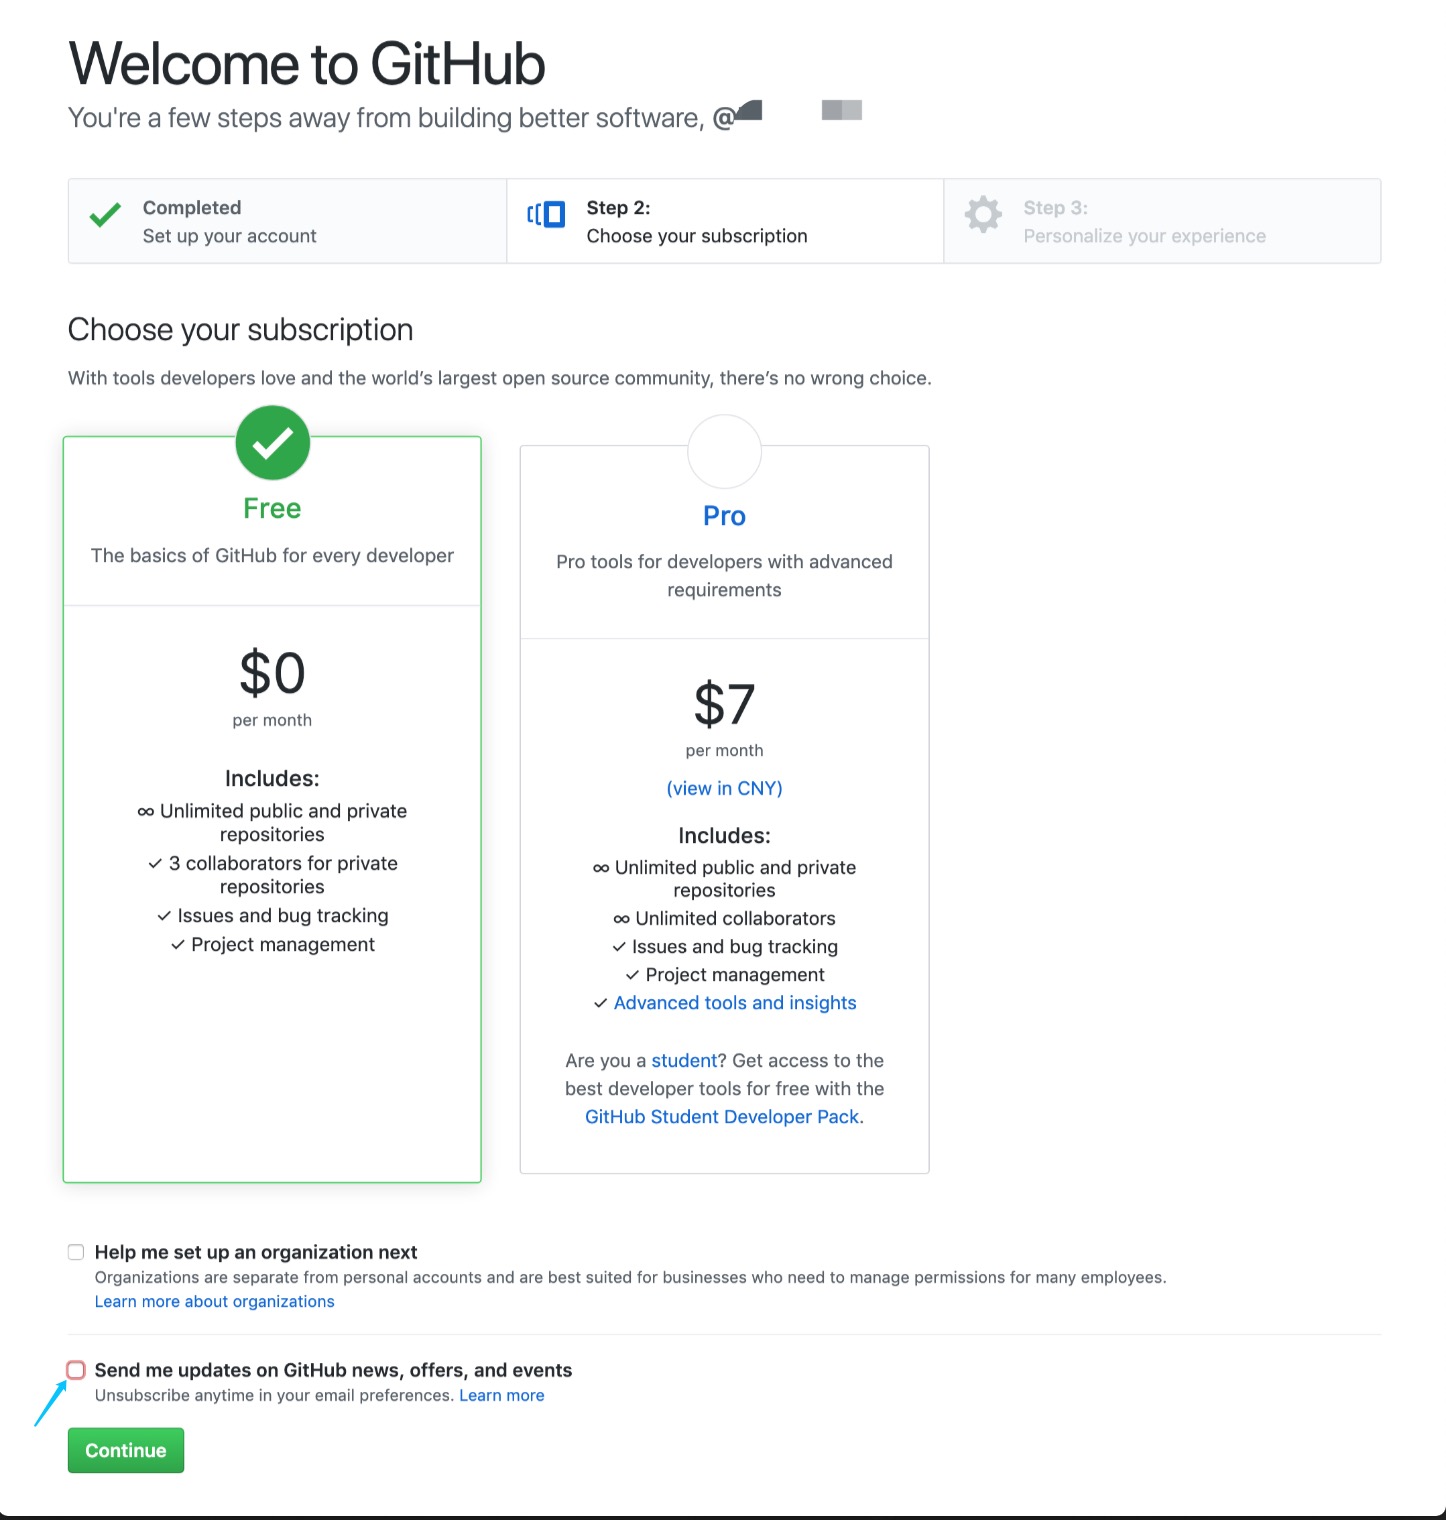 Welcome to GitHub
You're a few steps away from building better software, @
Completed
Set up your account
Step 2:
Choose your subscription
Step 3:
Personalize your experience
Choose your subscription
With tools developers love and the world’s largest open source community, there’s no wrong choice.
Free
The basics of GitHub for every developer
$0
per month
Includes:
∞ Unlimited public and private
repositories
✓ 3 collaborators for private
repositories
✓ Issues and bug tracking
✓ Project management
Pro
Pro tools for developers with advanced
requirements
$7
per month
(view in CNY)
Includes:
∞ Unlimited public and private
repositories
∞ Unlimited collaborators
✓ Issues and bug tracking
✓ Project management
✓ Advanced tools and insights
Are you a student? Get access to the
best developer tools for free with the
GitHub Student Developer Pack.
Help me set up an organization next
Organizations are separate from personal accounts and are best suited for businesses who need to manage permissions for many employees.
Learn more about organizations
Send me updates on GitHub news, offers, and events
Unsubscribe anytime in your email preferences. Learn more
Continue